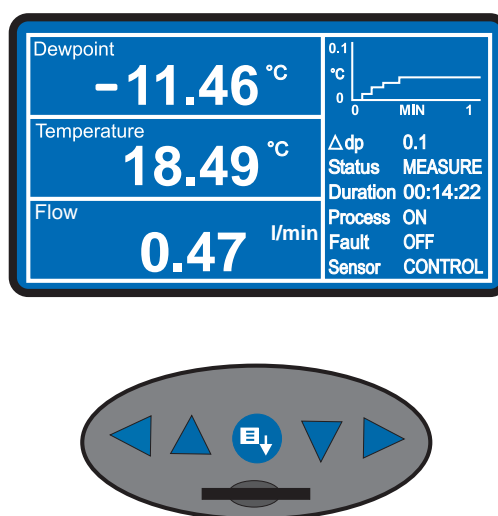 Dewpoint
-11.46 °C
Temperature
18.49 °C
Flow
0.47 l/min
0.1
°C
0
0 MIN 1
△dp 0.1
Status MEASURE
Duration 00:14:22
Process ON
Fault OFF
Sensor CONTROL